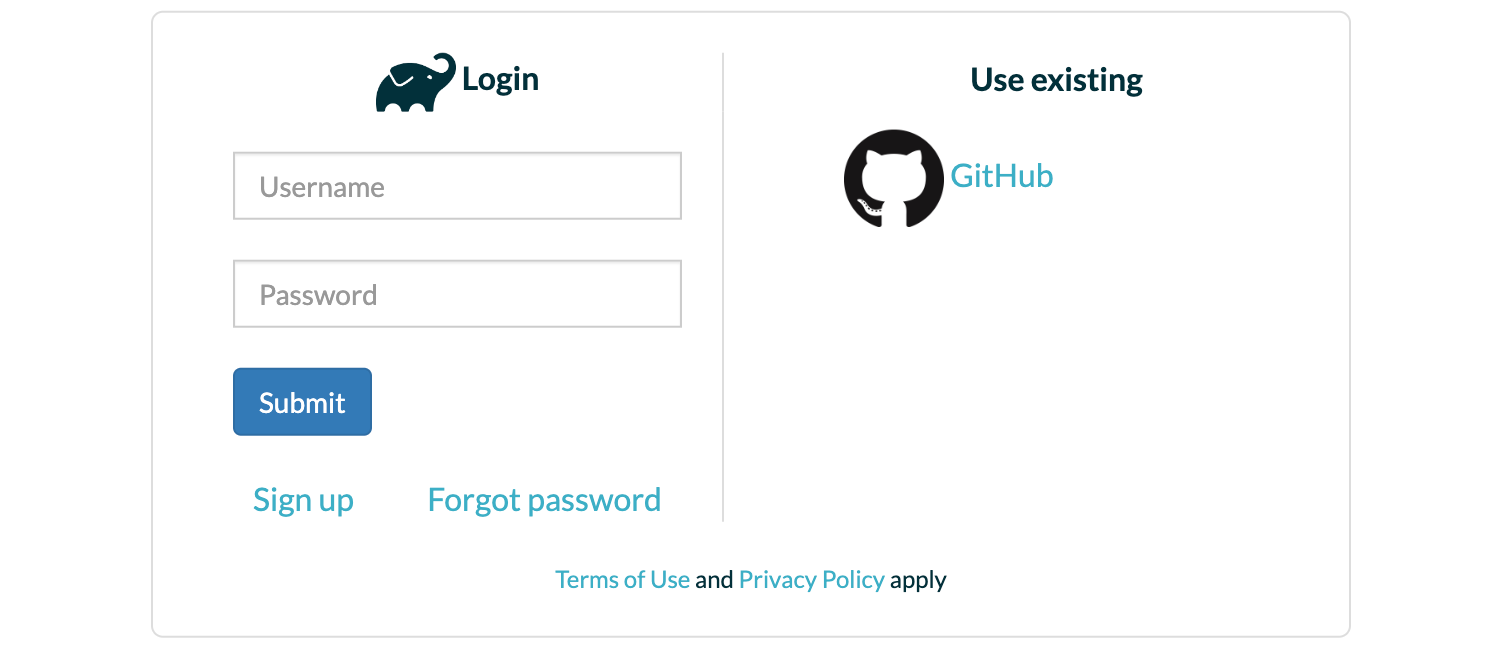 Login
Username
Password
Submit
Sign up
Forgot password
Use existing
GitHub
Terms of Use and Privacy Policy apply